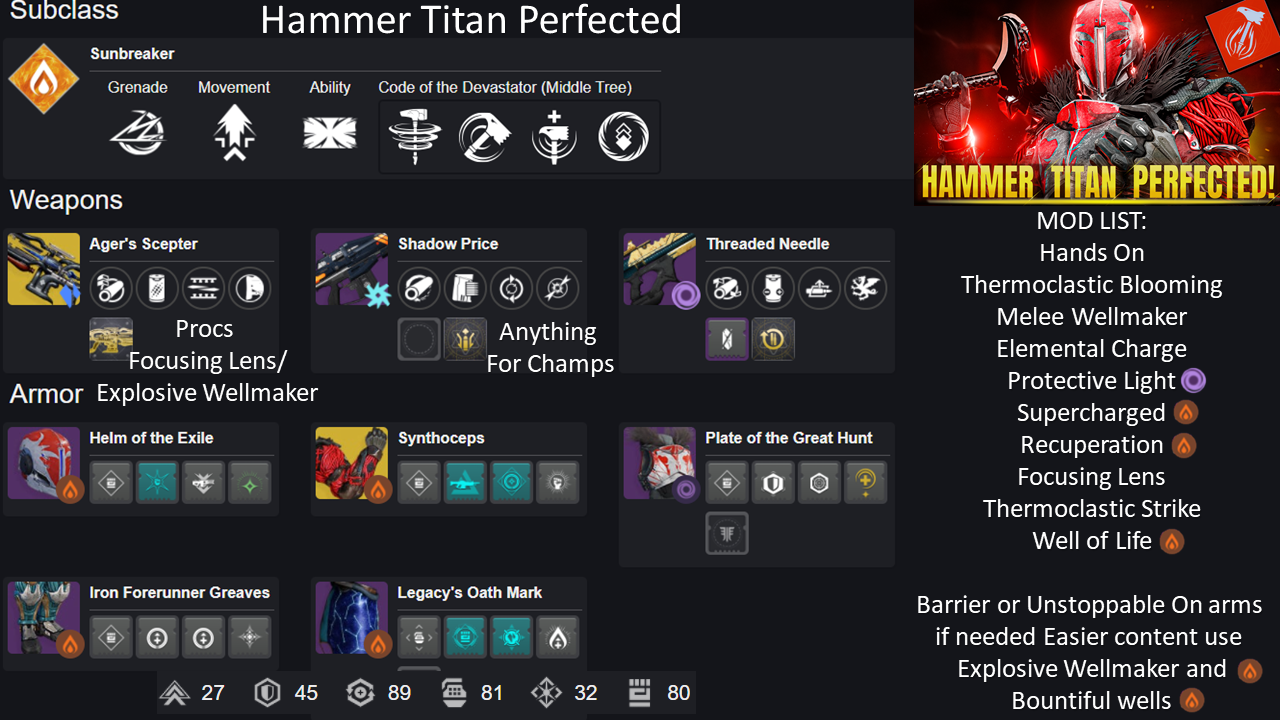 Subclass
Hammer Titan Perfected
Sunbreaker
Grenade
Movement
Ability
Code of the Devastator (Middle Tree)
HAMMER TITAN PERFECTED!
Weapons
Ager's Scepter
Procs
Focusing Lens/
Explosive Wellmaker
Shadow Price
Anything
For Champs
Threaded Needle
Armor
Helm of the Exile
Synthoceps
Plate of the Great Hunt
Iron Forerunner Greaves
Legacy's Oath Mark
27
45
89
81
32
80
MOD LIST:
Hands On
Thermoclastic Blooming
Melee Wellmaker
Elemental Charge
Protective Light
Supercharged
Recuperation
Focusing Lens
Thermoclastic Strike
Well of Life
Barrier or Unstoppable On arms
if needed Easier content use
Explosive Wellmaker and
Bountiful wells